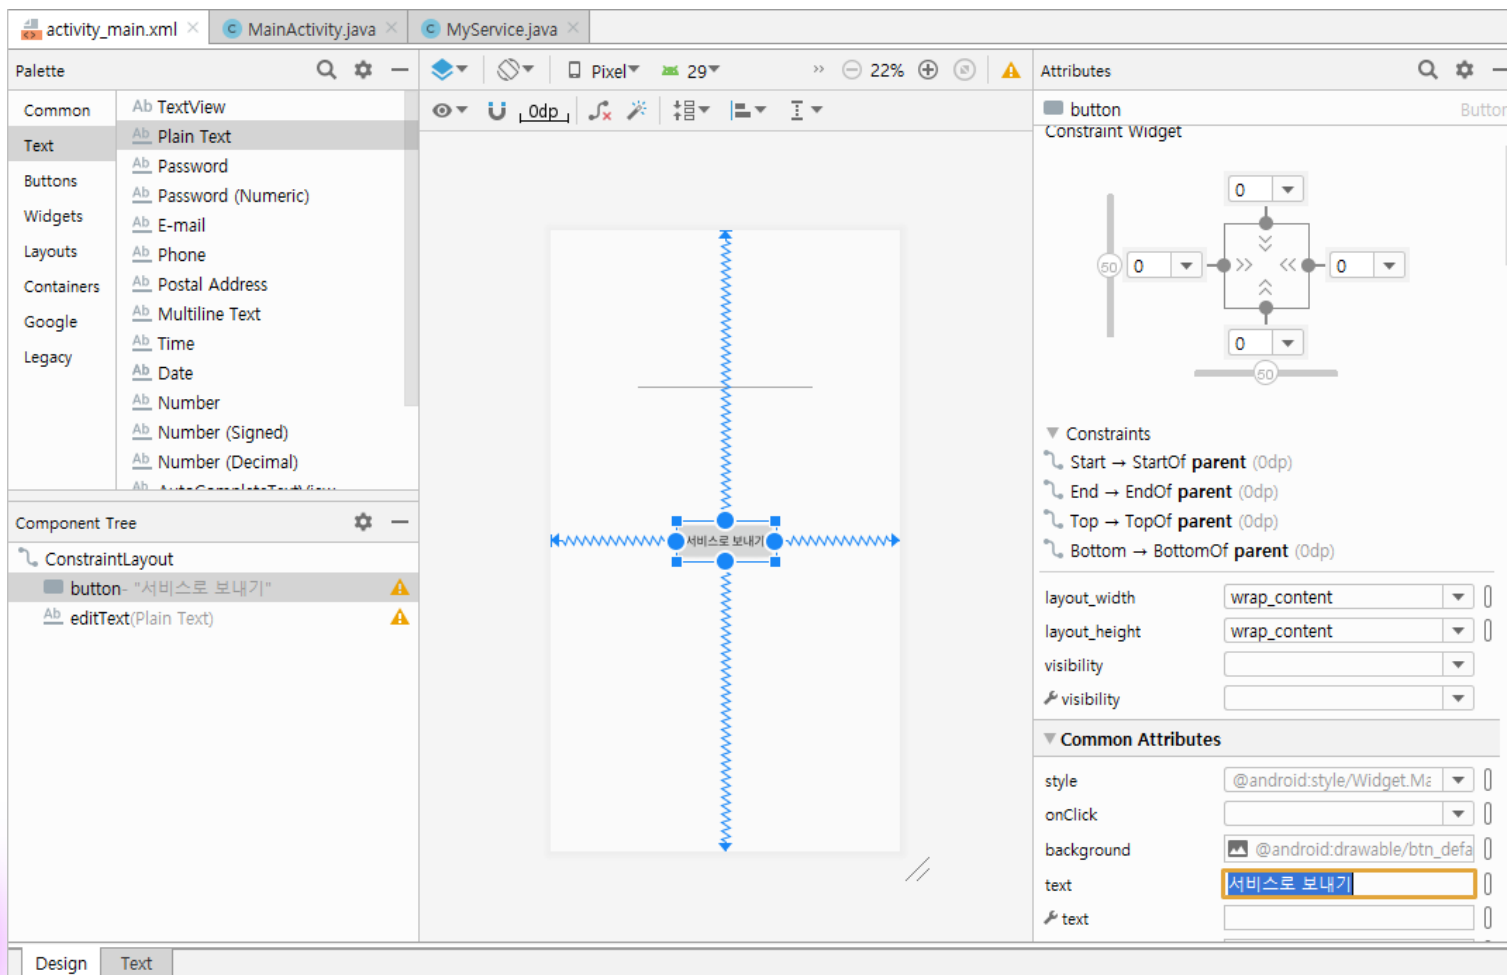 activity_main.xml
MainActivity.java
MyService.java
Palette
Pixel
29
22%
Attributes
0dp
button
Button
Constraint Widget
Common
Text
Buttons
Widgets
Layouts
Containers
Google
Legacy
Ab TextView
Ab Plain Text
Ab Password
Ab Password (Numeric)
Ab E-mail
Ab Phone
Ab Postal Address
Ab Multiline Text
Ab Time
Ab Date
Ab Number
Ab Number (Signed)
Ab Number (Decimal)
Ab AutoCompleteTextView
Component Tree
ConstraintLayout
button- "서비스로 보내기"
Ab editText(Plain Text)
서비스로 보내기
0
50
0
0
0
50
Constraints
Start → StartOf parent (0dp)
End → EndOf parent (0dp)
Top → TopOf parent (0dp)
Bottom → BottomOf parent (0dp)
layout_width wrap_content
layout_height wrap_content
visibility
visibility
Common Attributes
style @android:style/Widget.Ma
onClick
background @android:drawable/btn_defa
text 서비스로 보내기
text
Design
Text